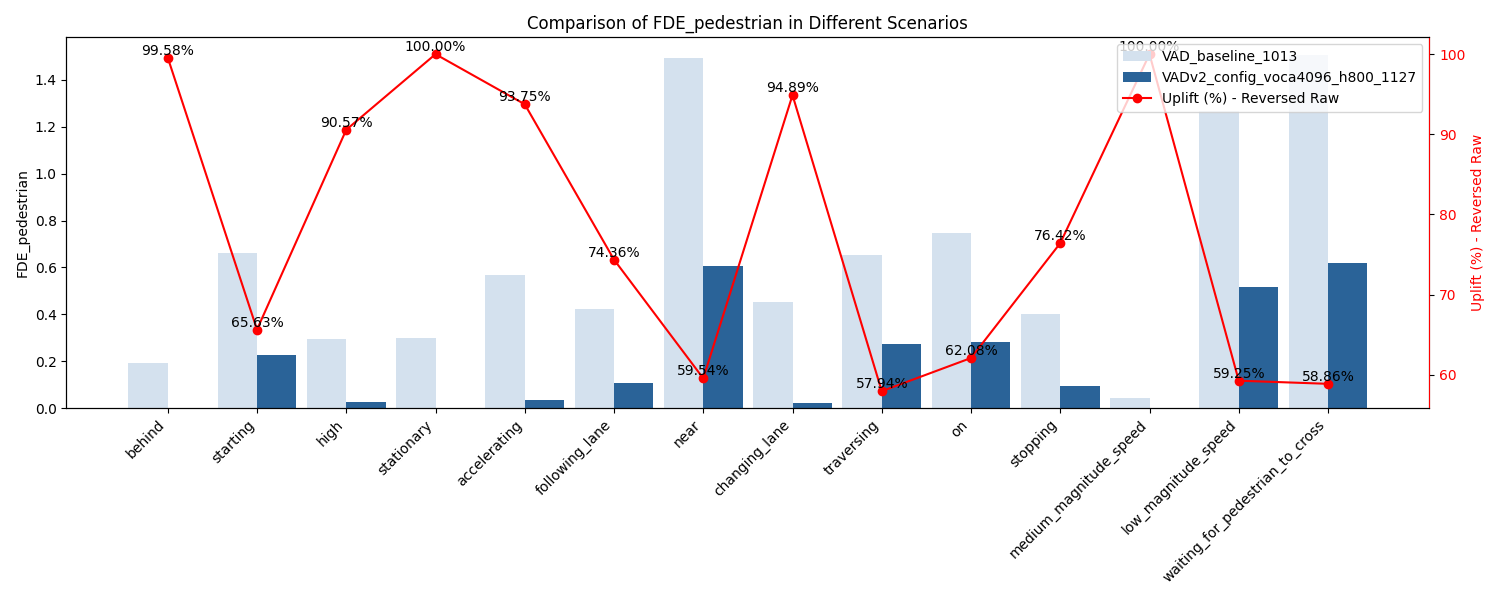 Comparison of FDE_pedestrian in Different Scenarios
FDE_pedestrian
1.4
1.2
1.0
0.8
0.6
0.4
0.2
0.0
99.58%
65.63%
90.57%
100.00%
93.75%
74.36%
59.54%
94.89%
57.94%
62.08%
76.42%
100.00%
59.25%
58.86%
VAD_baseline_1013
VADv2_config_voca4096_h800_1127
Uplift (%) - Reversed Raw
100
90
80
70
60
Uplift (%) - Reversed Raw
behind
starting
high
stationary
accelerating
following_lane
near
changing_lane
traversing
on
stopping
medium_magnitude_speed
low_magnitude_speed
waiting_for_pedestrian_to_cross